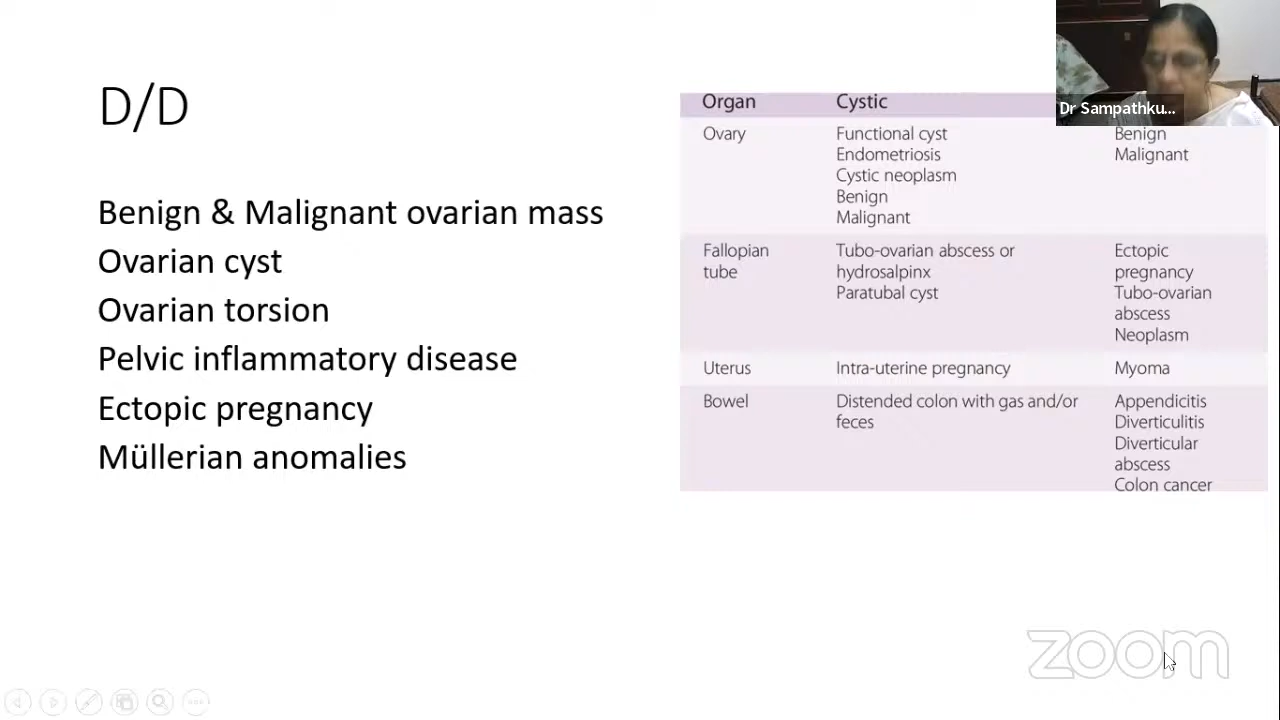 D/D
Benign & Malignant ovarian mass
Ovarian cyst
Ovarian torsion
Pelvic inflammatory disease
Ectopic pregnancy
Müllerian anomalies
Organ Cystic
Ovary Functional cyst Benign
Endometriosis Malignant
Cystic neoplasm
Benign
Malignant
Fallopian Tubo-ovarian abscess or Ectopic
tube hydrosalpinx pregnancy
Paratubal cyst Tubo-ovarian
abscess
Neoplasm
Uterus Intra-uterine pregnancy Myoma
Bowel Distended colon with gas and/or Appendicitis
feces Diverticulitis
Diverticular
abscess
Colon cancer
Dr Sampathku...
zoom